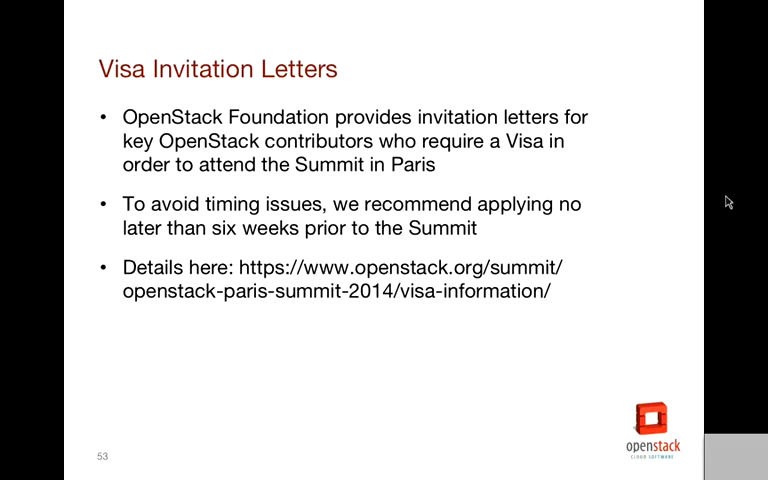 Visa Invitation Letters
• OpenStack Foundation provides invitation letters for
key OpenStack contributors who require a Visa in
order to attend the Summit in Paris
• To avoid timing issues, we recommend applying no
later than six weeks prior to the Summit
• Details here: https://www.openstack.org/summit/
openstack-paris-summit-2014/visa-information/
openstack
CLOUD SOFTWARE
53